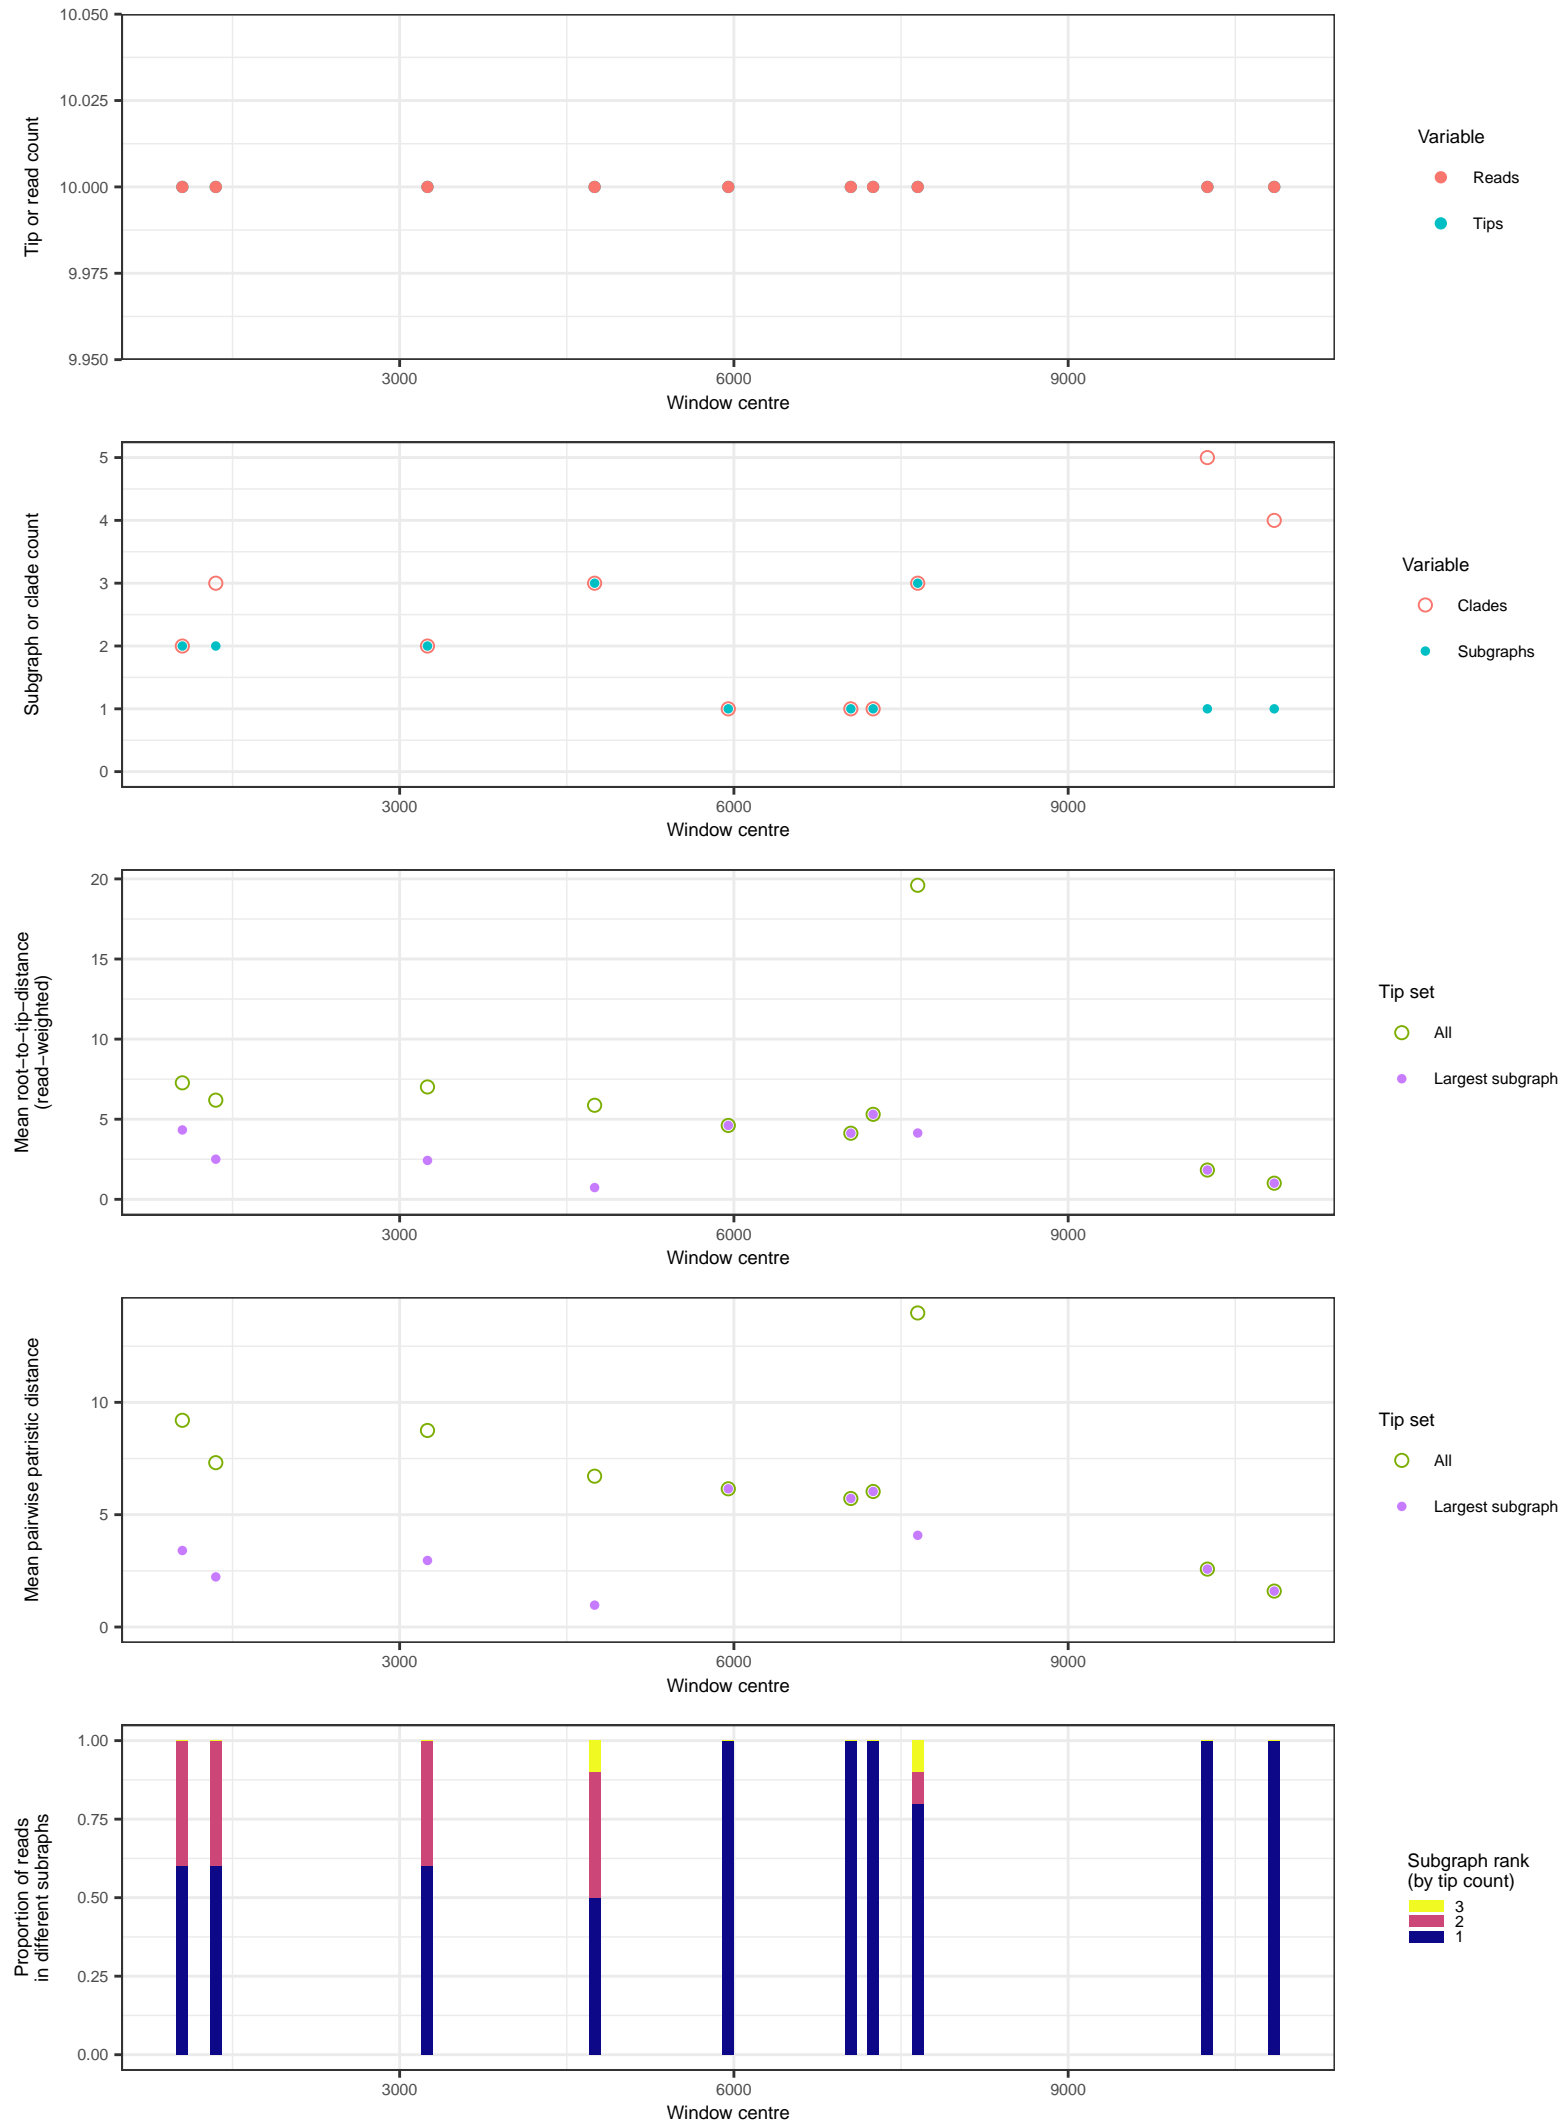 10.050
10.025
10.000
9.975
9.950
Tip or read count
3000
6000
9000
Window centre
Variable
Reads
Tips
5
4
3
2
1
0
Subgraph or clade count
3000
6000
9000
Window centre
Variable
Clades
Subgraphs
20
15
10
5
0
Mean root−to−tip−distance
(read−weighted)
3000
6000
9000
Window centre
Tip set
All
Largest subgraph
10
5
0
Mean pairwise patristic distance
3000
6000
9000
Window centre
Tip set
All
Largest subgraph
1.00
0.75
0.50
0.25
0.00
Proportion of reads
in different subraphs
3000
6000
9000
Window centre
Subgraph rank
(by tip count)
3
2
1